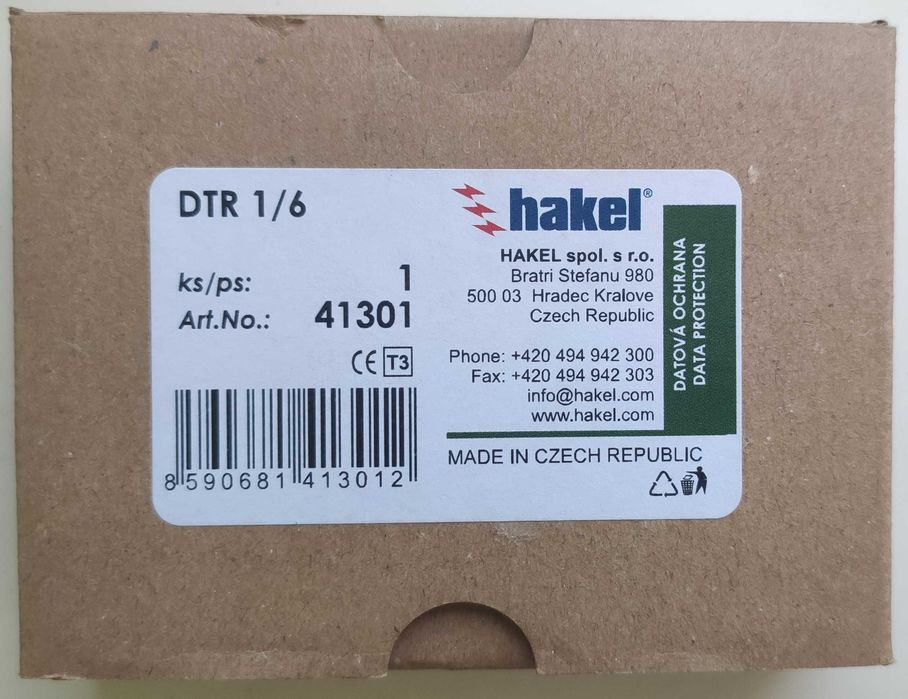 DTR 1/6
ks/ps: 1
Art.No.: 41301
CE T3
8 590681 413012
hakel®
HAKEL spol. s r.o.
Bratri Stefanu 980
500 03 Hradec Kralove
Czech Republic
Phone: +420 494 942 300
Fax: +420 494 942 303
info@hakel.com
www.hakel.com
DATOVÁ OCHRANA
DATA PROTECTION
MADE IN CZECH REPUBLIC